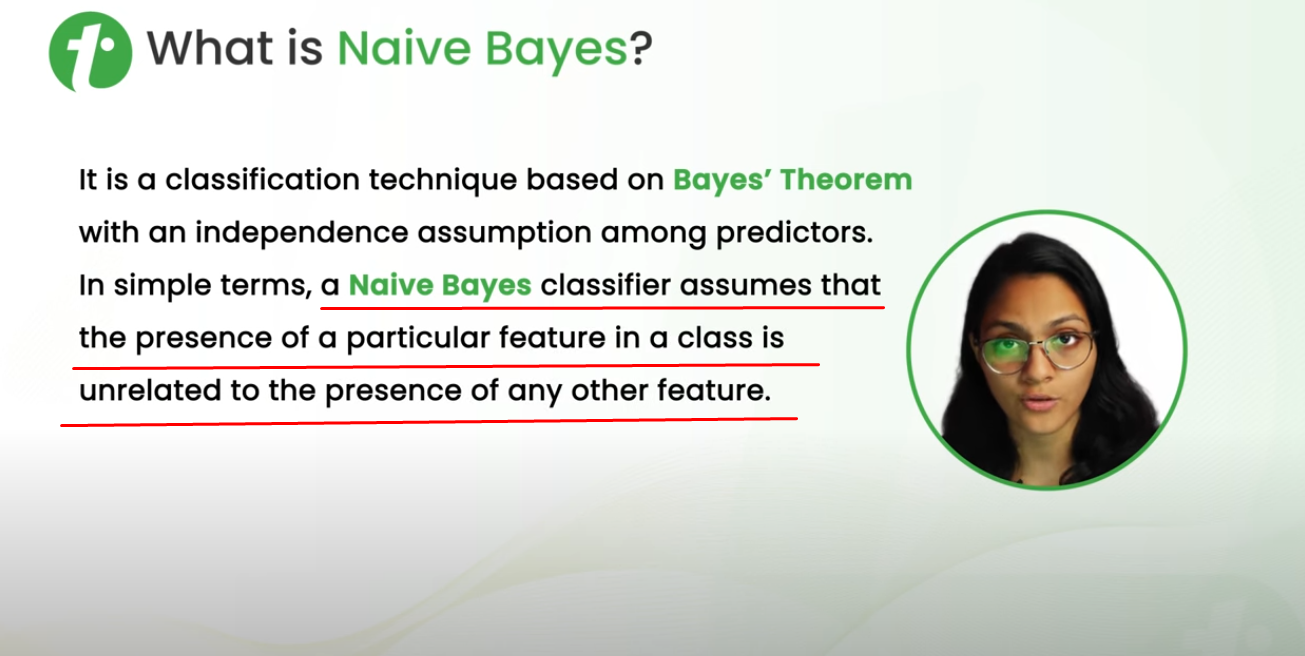 What is Naive Bayes?
It is a classification technique based on Bayes’ Theorem
with an independence assumption among predictors.
In simple terms, a Naive Bayes classifier assumes that
the presence of a particular feature in a class is
unrelated to the presence of any other feature.